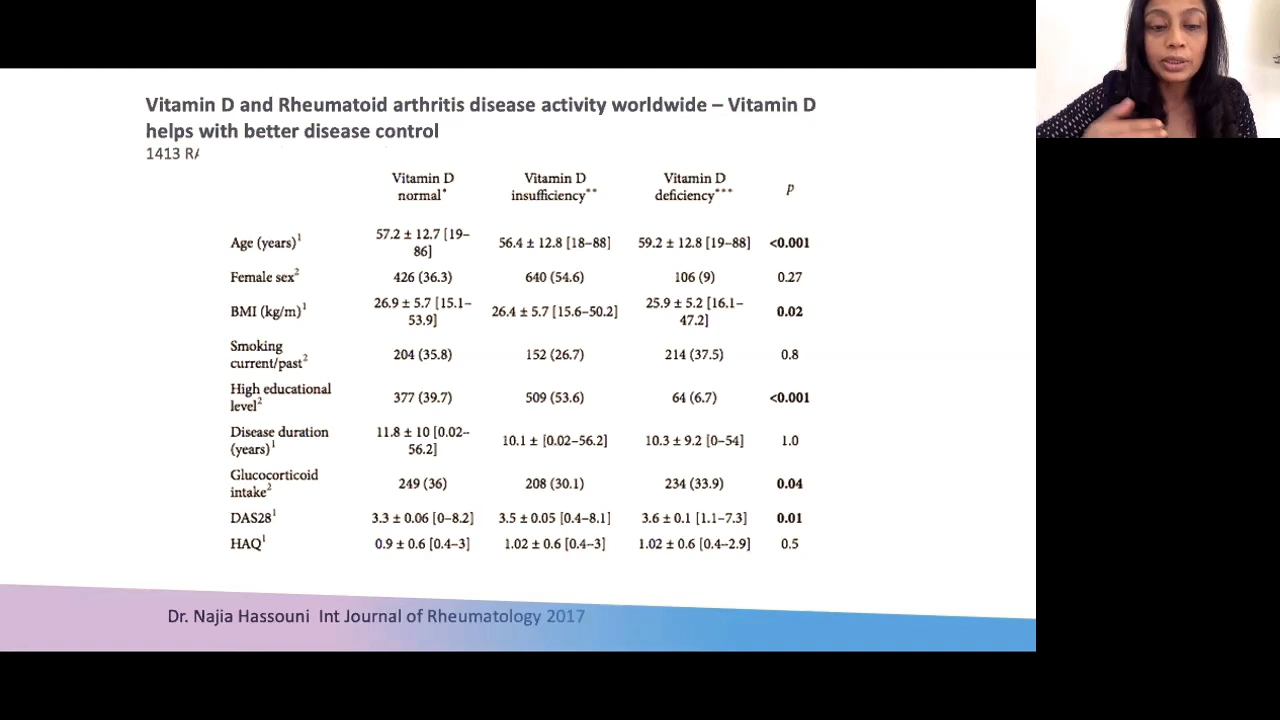 Vitamin D and Rheumatoid arthritis disease activity worldwide – Vitamin D
helps with better disease control
1413 RA
Vitamin D normal* Vitamin D insufficiency** Vitamin D deficiency*** p
Age (years)¹ 57.2 ± 12.7 [19–86] 56.4 ± 12.8 [18–88] 59.2 ± 12.8 [19–88] <0.001
Female sex² 426 (36.3) 640 (54.6) 106 (9) 0.27
BMI (kg/m)¹ 26.9 ± 5.7 [15.1–53.9] 26.4 ± 5.7 [15.6–50.2] 25.9 ± 5.2 [16.1–47.2] 0.02
Smoking current/past² 204 (35.8) 152 (26.7) 214 (37.5) 0.8
High educational level² 377 (39.7) 509 (53.6) 64 (6.7) <0.001
Disease duration (years)¹ 11.8 ± 10 [0.02–56.2] 10.1 ± [0.02–56.2] 10.3 ± 9.2 [0–54] 1.0
Glucocorticoid intake² 249 (36) 208 (30.1) 234 (33.9) 0.04
DAS28¹ 3.3 ± 0.06 [0–8.2] 3.5 ± 0.05 [0.4–8.1] 3.6 ± 0.1 [1.1–7.3] 0.01
HAQ¹ 0.9 ± 0.6 [0.4–3] 1.02 ± 0.6 [0.4–3] 1.02 ± 0.6 [0.4–2.9] 0.5
Dr. Najia Hassouni Int Journal of Rheumatology 2017